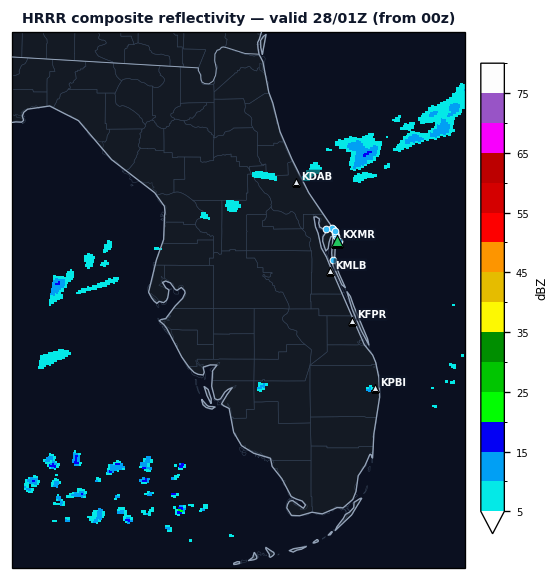 HRRR composite reflectivity — valid 28/01Z (from 00z)
KDAB
KXMR
KMLB
KFPR
KPBI
75
65
55
45
35
25
15
5
dBZ